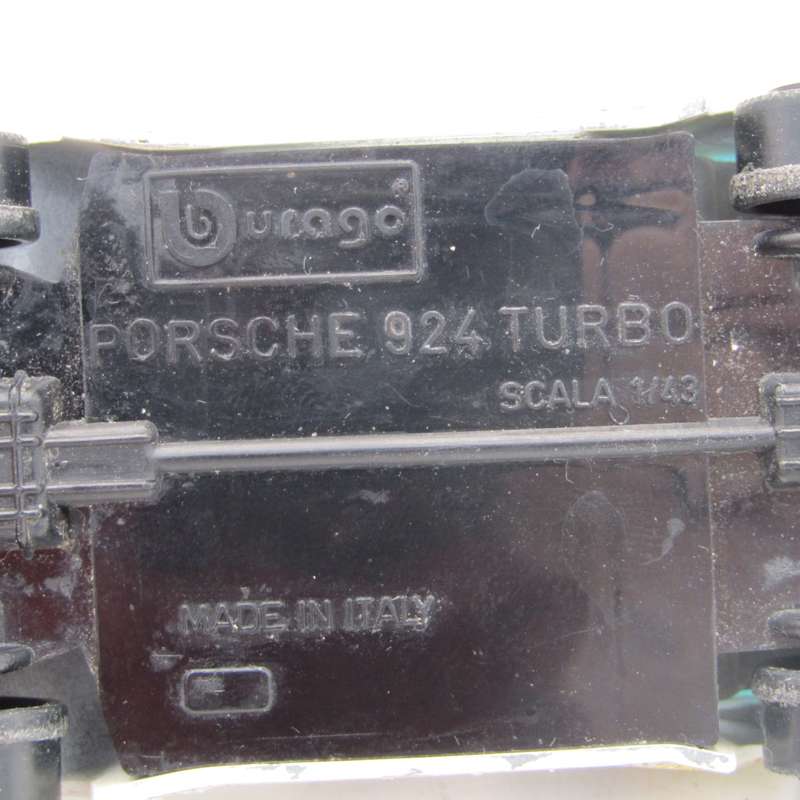 burago®
PORSCHE 924 TURBO
SCALA 1/43
MADE IN ITALY